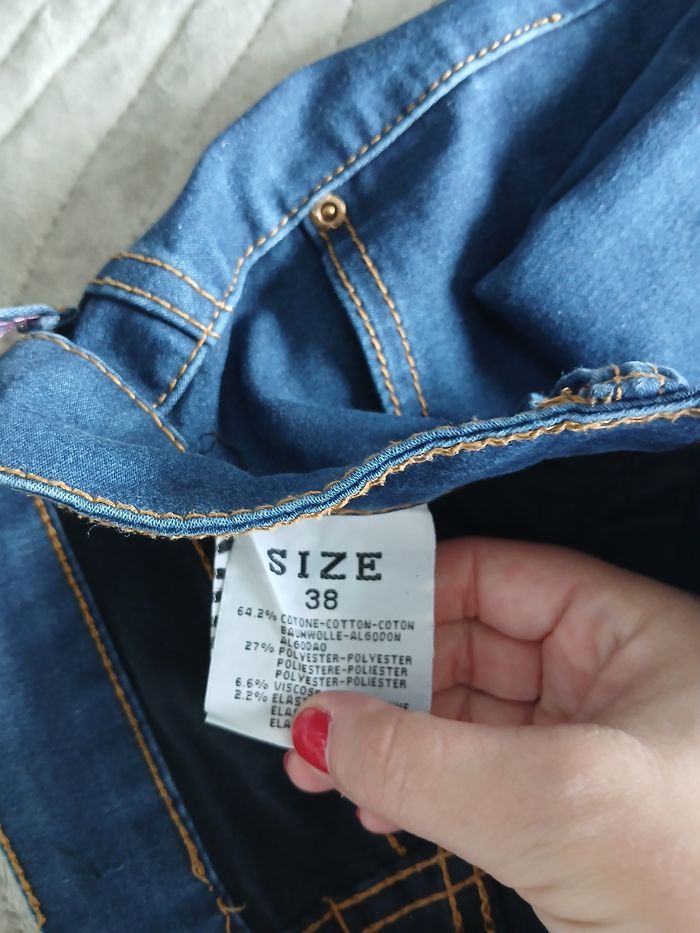 SIZE
38
64.2% COTONE-COTTON-COTON
BAUMWOLLE-ALGODON
ALGODAO
27% POLYESTER-POLYESTER
POLIESTERE-POLIESTER
POLYESTER-POLIESTER
6.6% VISCOSE
2.2%